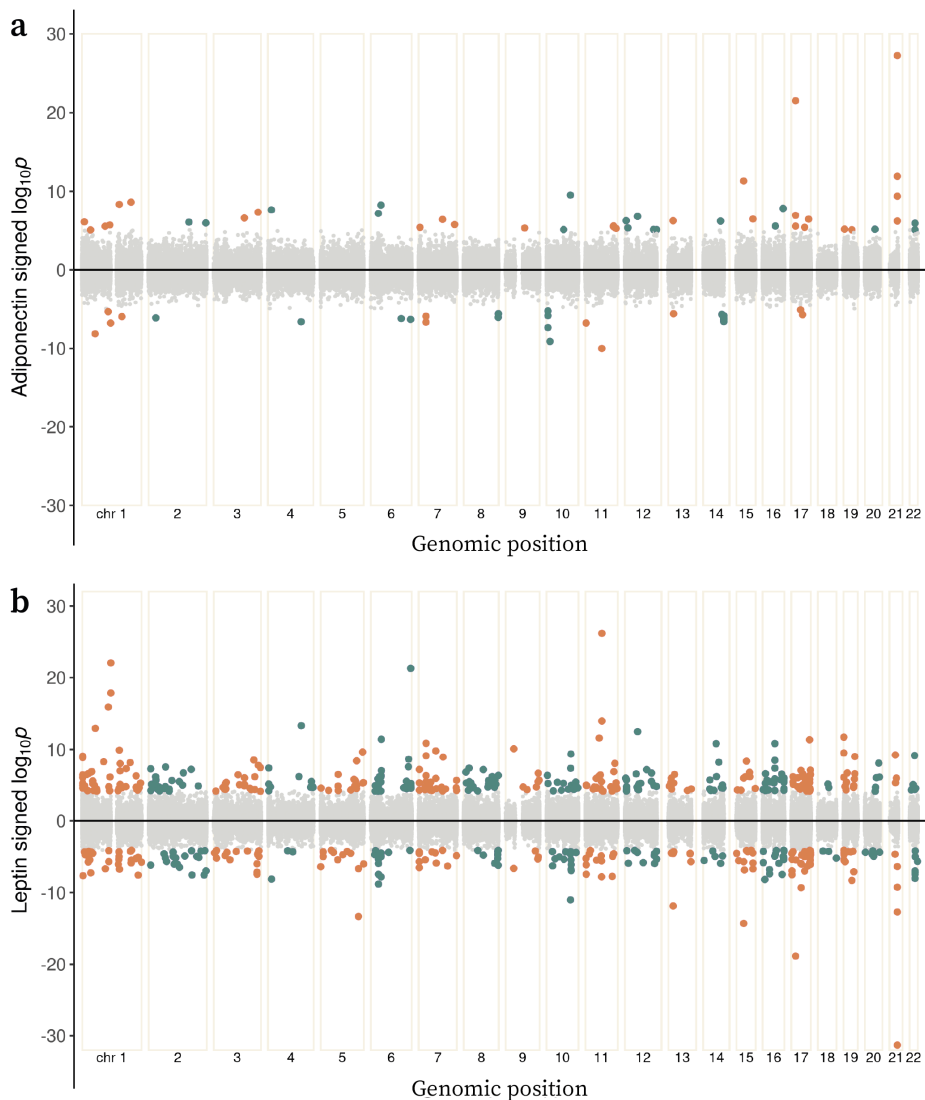 a
Adiponectin signed log10p
30
20
10
0
-10
-20
-30
chr 1 2 3 4 5 6 7 8 9 10 11 12 13 14 15 16 17 18 19 20 21 22
Genomic position
b
Leptin signed log10p
30
20
10
0
-10
-20
-30
chr 1 2 3 4 5 6 7 8 9 10 11 12 13 14 15 16 17 18 19 20 21 22
Genomic position